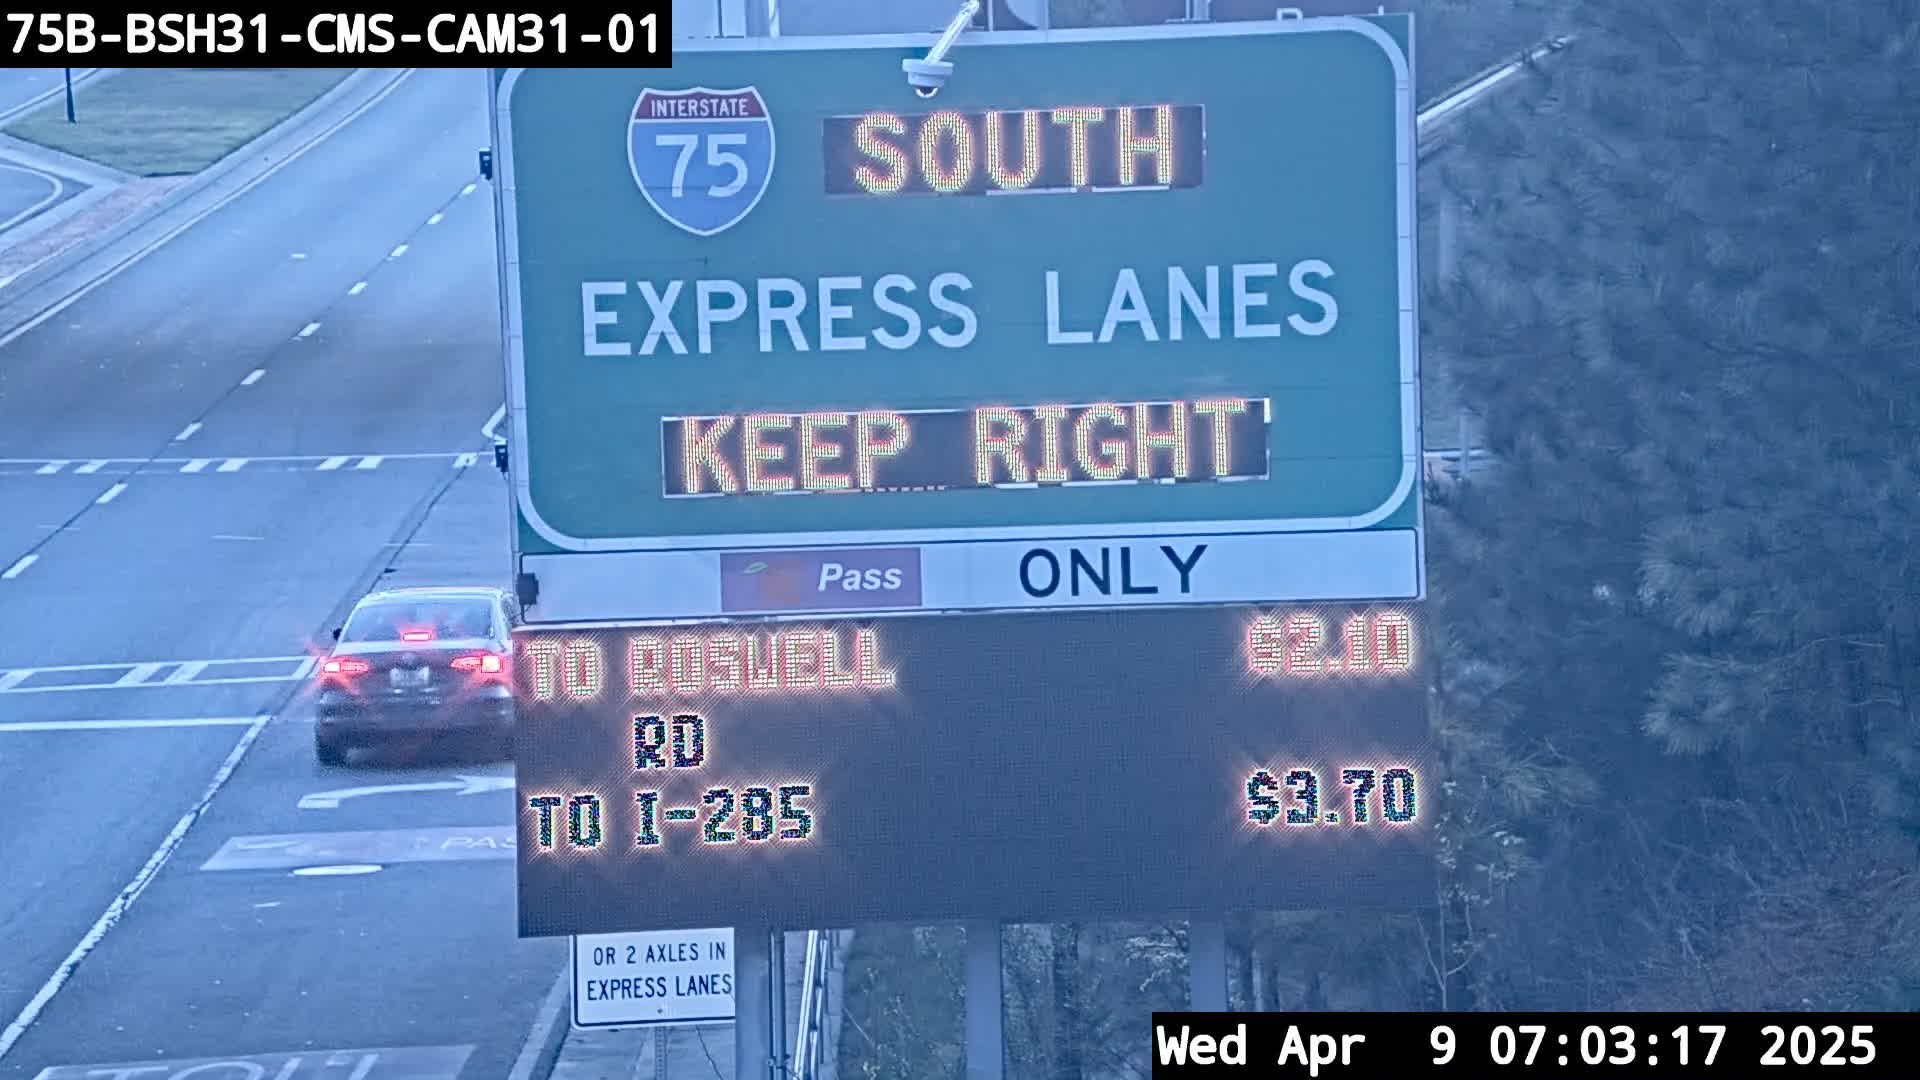 75B-BSH31-CMS-CAM31-01
INTERSTATE
75
SOUTH
EXPRESS LANES
KEEP RIGHT
Pass ONLY
TO ROSWELL $2.10
RD
TO I-285 $3.70
OR 2 AXLES IN
EXPRESS LANES
Wed Apr 9 07:03:17 2025